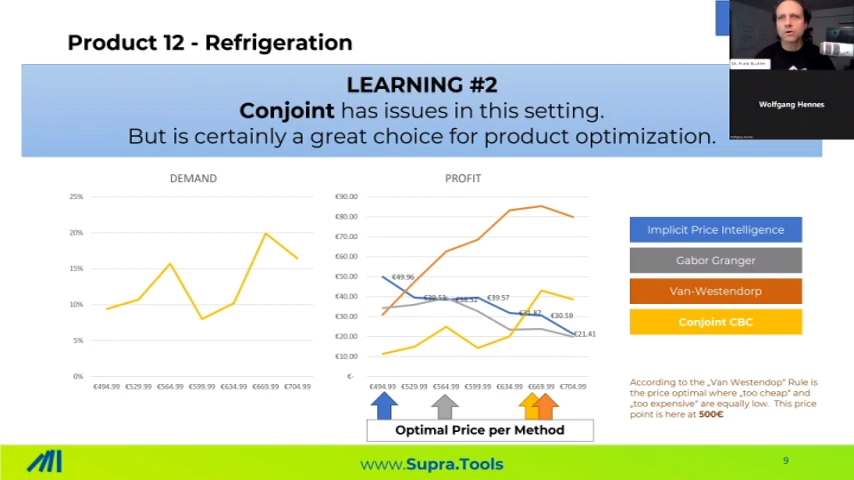 Product 12 - Refrigeration
LEARNING #2
Conjoint has issues in this setting.
But is certainly a great choice for product optimization.
Wolfgang Hennes
DEMAND
25%
20%
15%
10%
5%
0%
€494.99 €529.99 €564.99 €599.99 €634.99 €669.99 €704.99
PROFIT
€90.00
€80.00
€70.00
€60.00
€50.00
€40.00
€30.00
€20.00
€10.00
€-
€49.96
€39.57
€31.87
€30.59
€21.41
€494.99 €529.99 €564.99 €599.99 €634.99 €669.99 €704.99
Optimal Price per Method
Implicit Price Intelligence
Gabor Granger
Van-Westendorp
Conjoint CBC
According to the „Van Westendop" Rule is
the price optimal where „too cheap" and
„too expensive" are equally low. This price
point is here at 500€
www.Supra.Tools
9